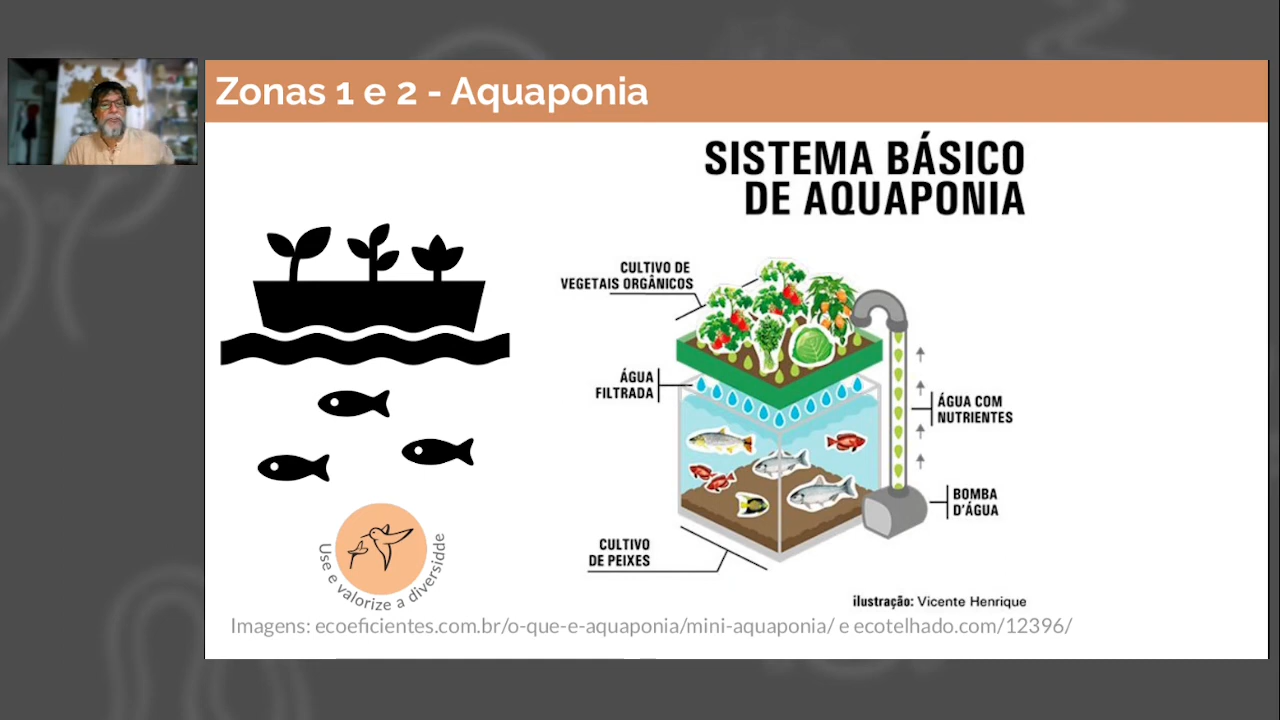 Zonas 1 e 2 - Aquaponia
SISTEMA BÁSICO
DE AQUAPONIA
CULTIVO DE
VEGETAIS ORGÂNICOS
ÁGUA
FILTRADA
ÁGUA COM
NUTRIENTES
BOMBA
D'ÁGUA
CULTIVO
DE PEIXES
Use e valorize a diversidde
ilustração: Vicente Henrique
Imagens: ecoeficientes.com.br/o-que-e-aquaponia/mini-aquaponia/ e ecotelhado.com/12396/